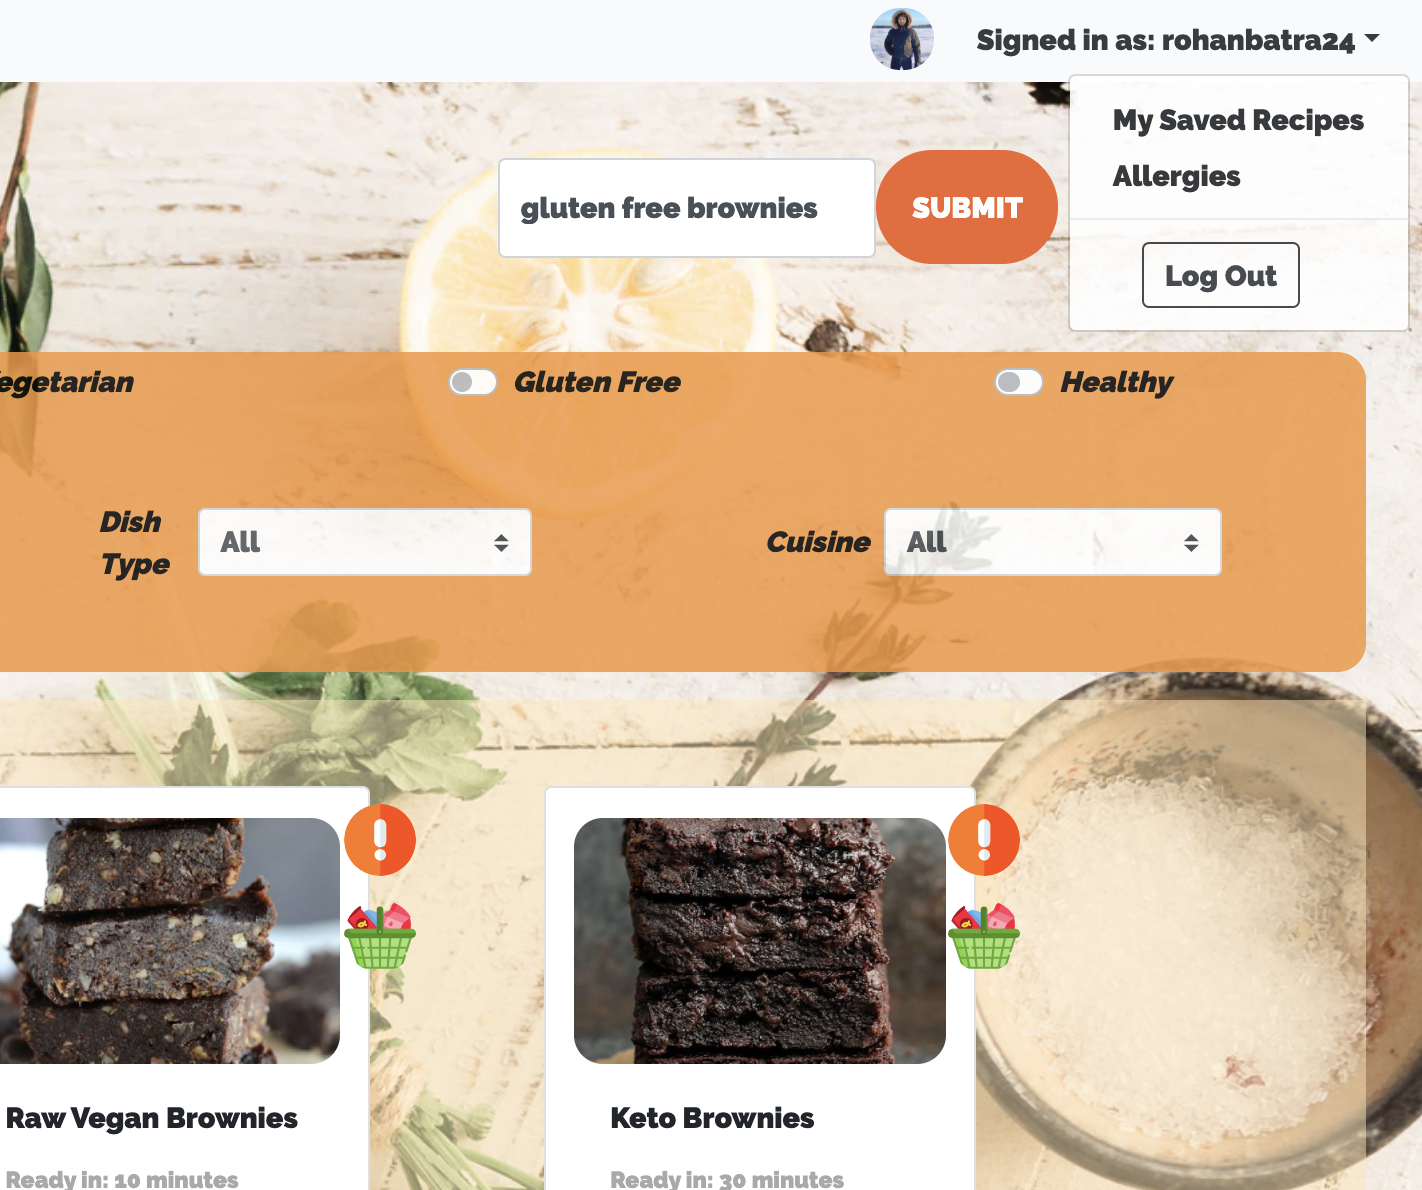 Signed in as: rohanbatra24
My Saved Recipes
Allergies
gluten free brownies
SUBMIT
Log Out
egetarian
Gluten Free
Healthy
Dish
Type
All
Cuisine
All
Raw Vegan Brownies
Keto Brownies
Ready in: 10 minutes
Ready in: 30 minutes